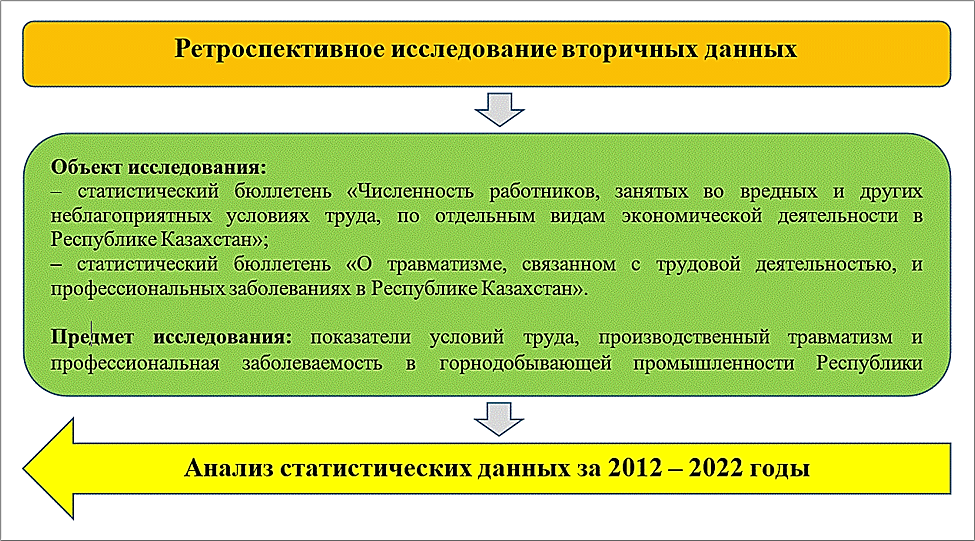 Ретроспективное исследование вторичных данных
Объект исследования:
– статистический бюллетень «Численность работников, занятых во вредных и других
неблагоприятных условиях труда, по отдельным видам экономической деятельности в
Республике Казахстан»;
– статистический бюллетень «О травматизме, связанном с трудовой деятельностью, и
профессиональных заболеваниях в Республике Казахстан».
Предмет исследования: показатели условий труда, производственный травматизм и
профессиональная заболеваемость в горнодобывающей промышленности Республики
Анализ статистических данных за 2012 – 2022 годы